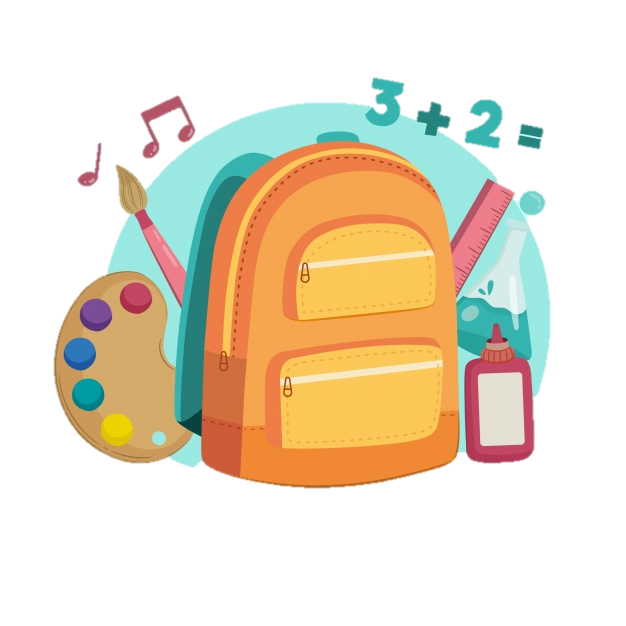 3 + 2 =